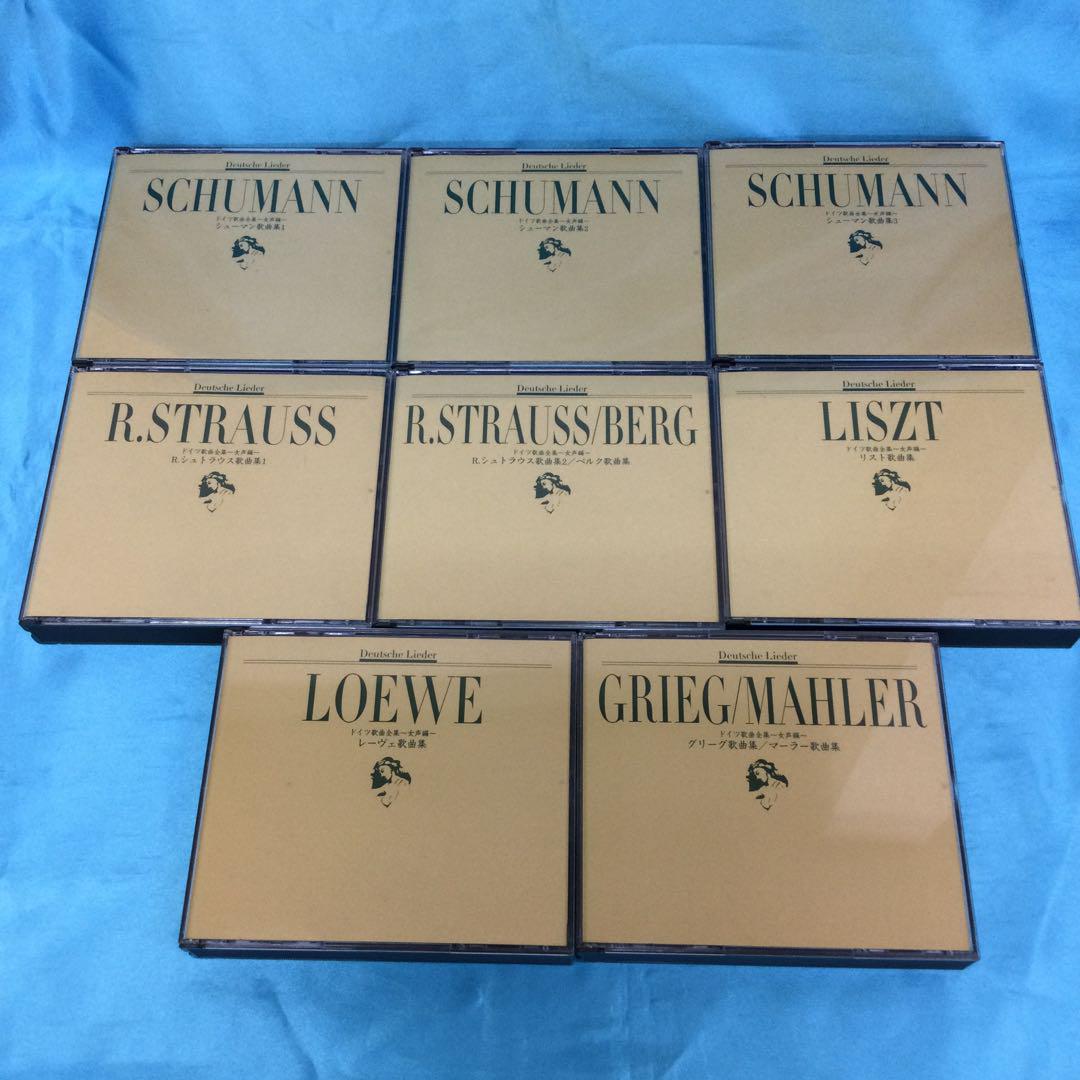 Deutsche Lieder
SCHUMANN
ドイツ歌曲全集〜女声編〜
シューマン歌曲集1
Deutsche Lieder
SCHUMANN
ドイツ歌曲全集〜女声編〜
シューマン歌曲集2
Deutsche Lieder
SCHUMANN
ドイツ歌曲全集〜女声編〜
シューマン歌曲集3
Deutsche Lieder
R.STRAUSS
ドイツ歌曲全集〜女声編〜
R.シュトラウス歌曲集1
Deutsche Lieder
R.STRAUSS/BERG
ドイツ歌曲全集〜女声編〜
R.シュトラウス歌曲集2／ベルク歌曲集
Deutsche Lieder
LISZT
ドイツ歌曲全集〜女声編〜
リスト歌曲集
Deutsche Lieder
LOEWE
ドイツ歌曲全集〜女声編〜
レーヴェ歌曲集
Deutsche Lieder
GRIEG/MAHLER
ドイツ歌曲全集〜女声編〜
グリーグ歌曲集／マーラー歌曲集